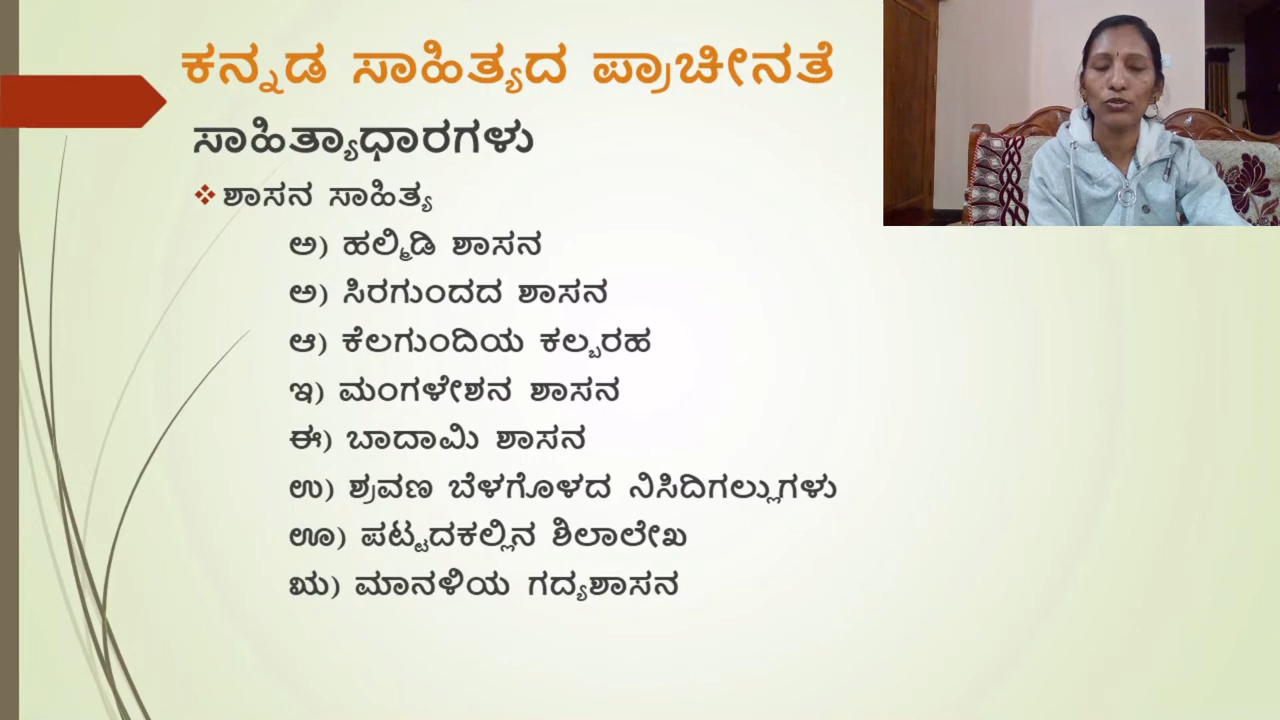 ಕನ್ನಡ ಸಾಹಿತ್ಯದ ಪ್ರಾಚೀನತೆ
ಸಾಹಿತ್ಯಾಧಾರಗಳು
❖ ಶಾಸನ ಸಾಹಿತ್ಯ
ಅ) ಹಲ್ಮಿಡಿ ಶಾಸನ
ಅ) ಸಿರಗುಂದದ ಶಾಸನ
ಆ) ಕೆಲಗುಂದಿಯ ಕಲ್ಬರಹ
ಇ) ಮಂಗಳೇಶನ ಶಾಸನ
ಈ) ಬಾದಾಮಿ ಶಾಸನ
ಉ) ಶ್ರವಣ ಬೆಳಗೊಳದ ನಿಸಿದಿಗಲ್ಲುಗಳು
ಊ) ಪಟ್ಟದಕಲ್ಲಿನ ಶಿಲಾಲೇಖ
ಋ) ಮಾನಳಿಯ ಗದ್ಯಶಾಸನ